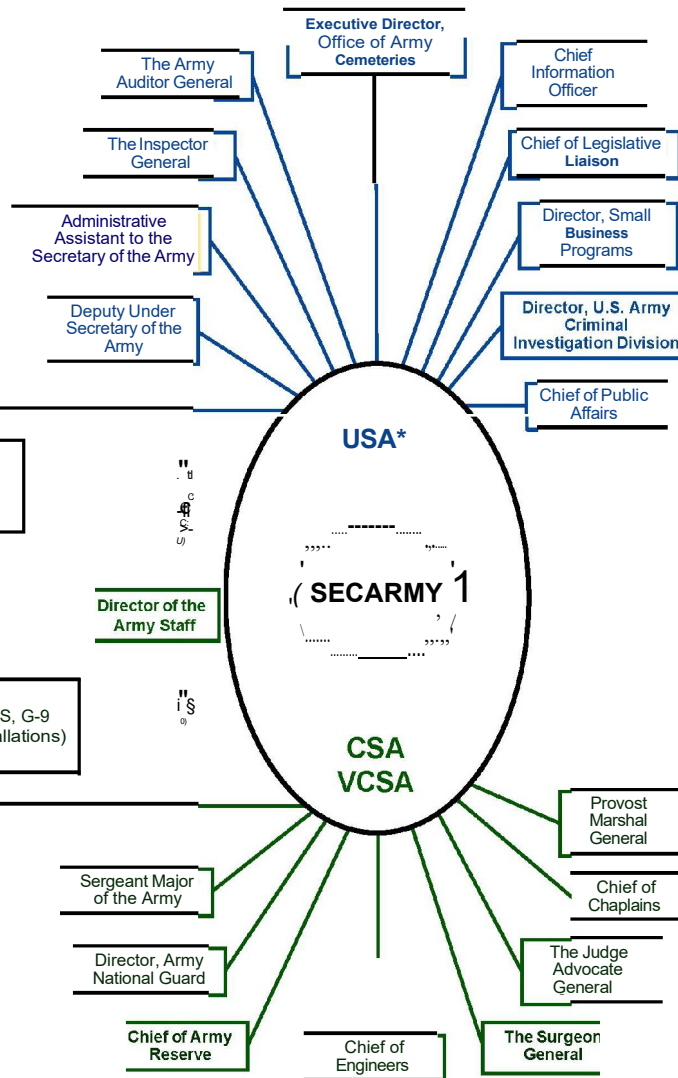 Executive Director,
Office of Army
Cemeteries
The Army
Auditor General
Chief
Information
Officer
The Inspector
General
Chief of Legislative
Liaison
Administrative
Assistant to the
Secretary of the Army
Director, Small
Business
Programs
Deputy Under
Secretary of the
Army
Director, U.S. Army
Criminal
Investigation Division
Chief of Public
Affairs
USA*
SECARMY
Director of the
Army Staff
S, G-9
allations)
CSA
VCSA
Provost
Marshal
General
Sergeant Major
of the Army
Chief of
Chaplains
Director, Army
National Guard
The Judge
Advocate
General
Chief of Army
Reserve
Chief of
Engineers
The Surgeon
General